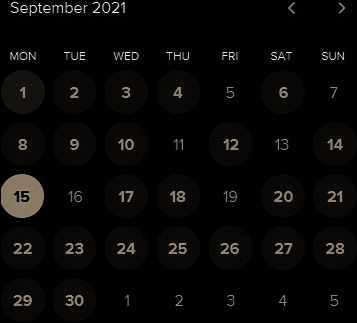 September 2021
MON TUE WED THU FRI SAT SUN
1 2 3 4 5 6 7
8 9 10 11 12 13 14
15 16 17 18 19 20 21
22 23 24 25 26 27 28
29 30 1 2 3 4 5